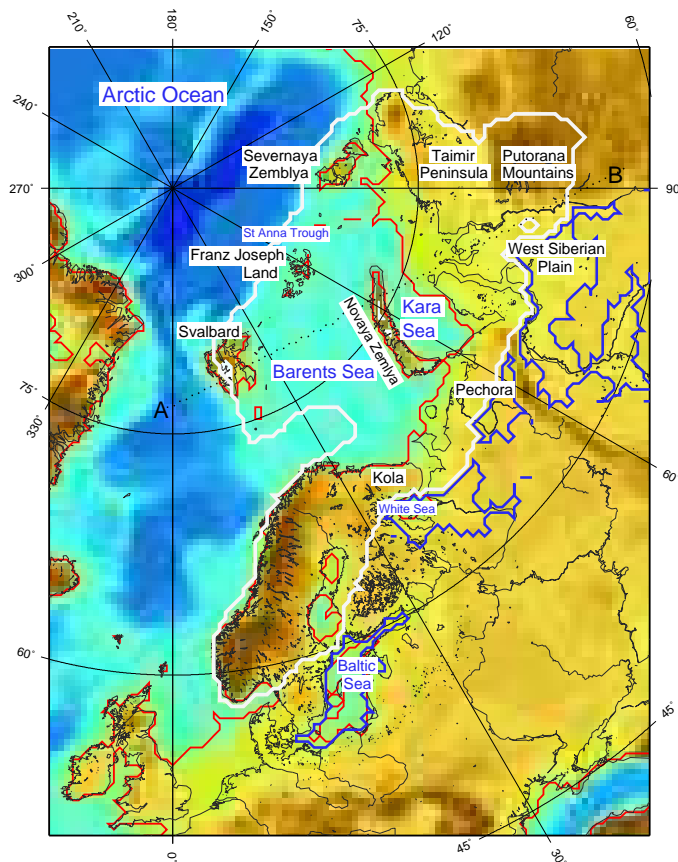 210°
180°
150°
120°
60°
75°
240°
Arctic Ocean
Severnaya
Zemblya
Taimir
Peninsula
Putorana
Mountains
B
270°
90°
St Anna Trough
Franz Joseph
Land
West Siberian
Plain
300°
Novaya Zemlya
Kara
Sea
Svalbard
Barents Sea
75°
330°
A
Pechora
60°
Kola
White Sea
60°
Baltic
Sea
45°
0°
45°
30°